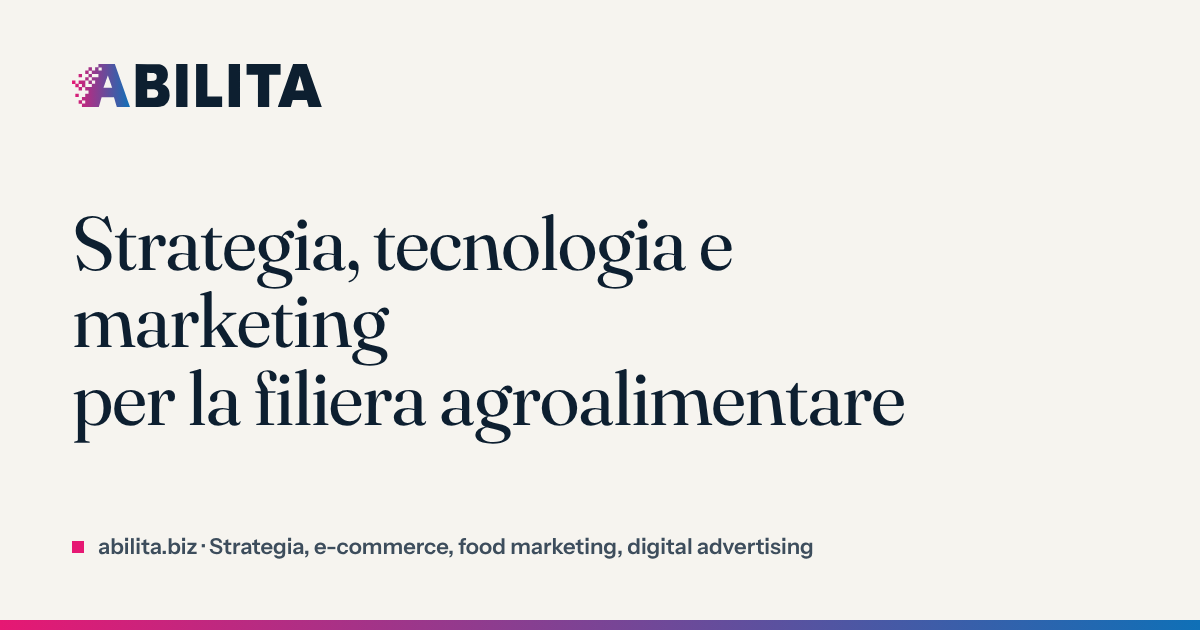 ABILITA
Strategia, tecnologia e
marketing
per la filiera agroalimentare
abilita.biz · Strategia, e-commerce, food marketing, digital advertising